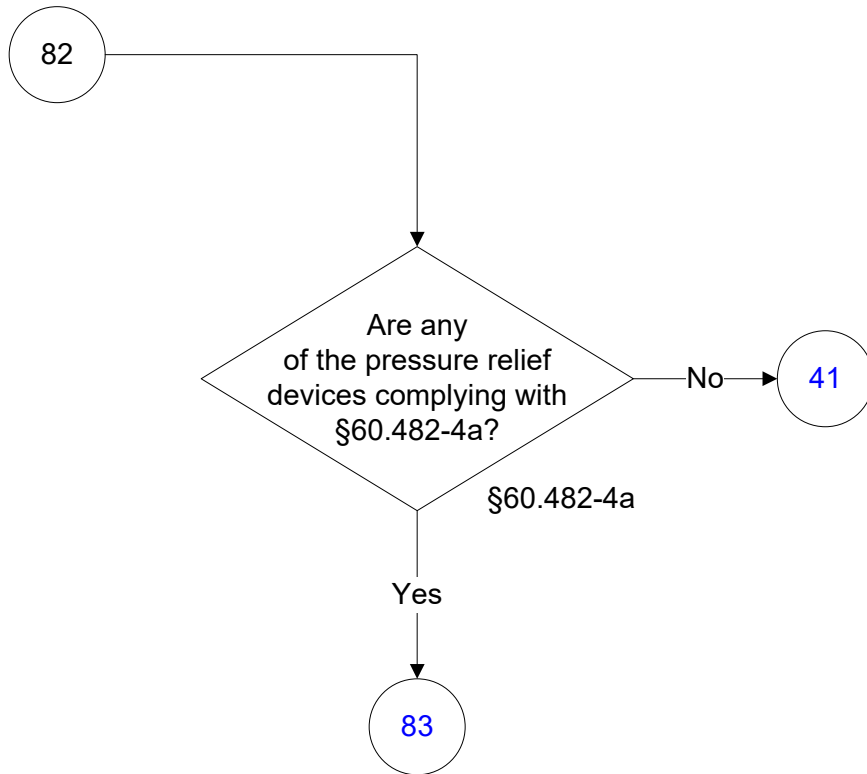 82
Are any
of the pressure relief
devices complying with
§60.482-4a?
No
41
§60.482-4a
Yes
83